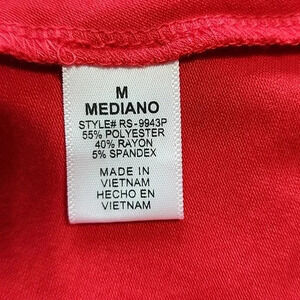 M
MEDIANO
STYLE# RS-9943P
55% POLYESTER
40% RAYON
5% SPANDEX
MADE IN
VIETNAM
HECHO EN
VIETNAM